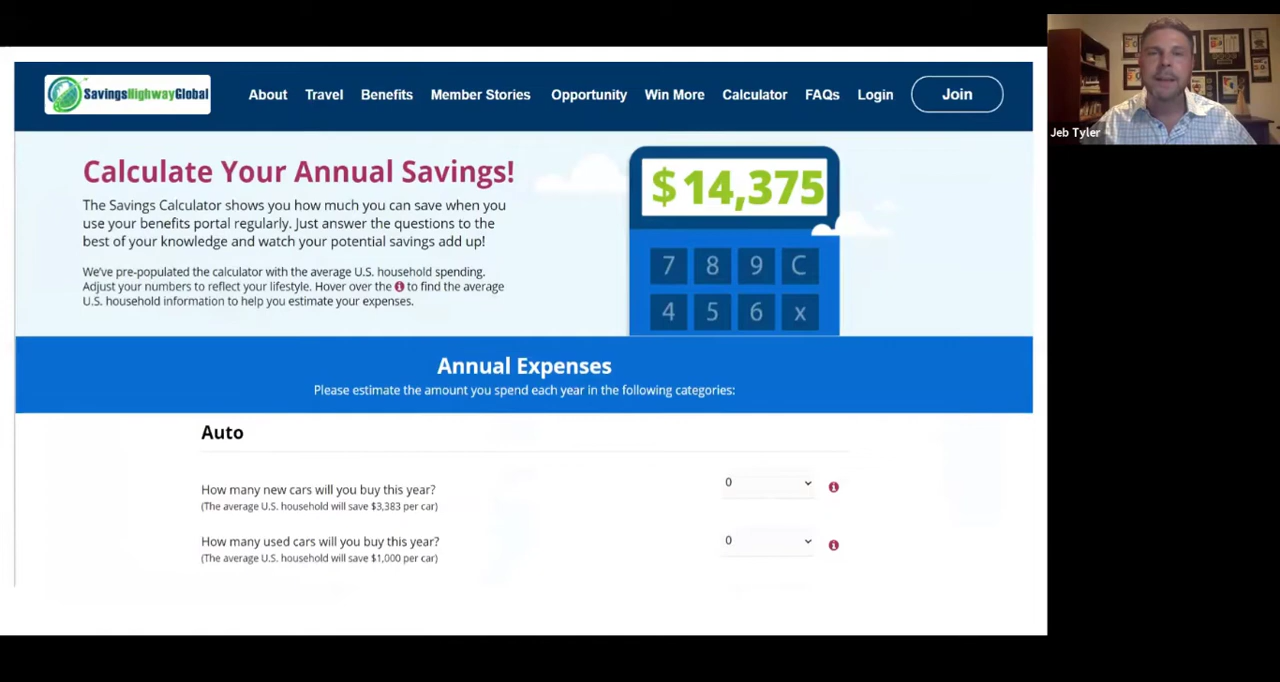 SavingsHighwayGlobal
About Travel Benefits Member Stories Opportunity Win More Calculator FAQs Login Join
Calculate Your Annual Savings!
The Savings Calculator shows you how much you can save when you
use your benefits portal regularly. Just answer the questions to the
best of your knowledge and watch your potential savings add up!
We've pre-populated the calculator with the average U.S. household spending.
Adjust your numbers to reflect your lifestyle. Hover over the i to find the average
U.S. household information to help you estimate your expenses.
$14,375
7 8 9 C
4 5 6 x
Annual Expenses
Please estimate the amount you spend each year in the following categories:
Auto
How many new cars will you buy this year?
(The average U.S. household will save $3,383 per car)
0 i
How many used cars will you buy this year?
(The average U.S. household will save $1,000 per car)
0 i
Jeb Tyler